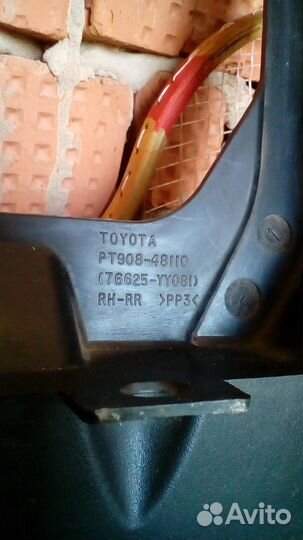 TOYOTA
PT908-48110
(76625-YY081)
RH-RR >PP3<
Avito